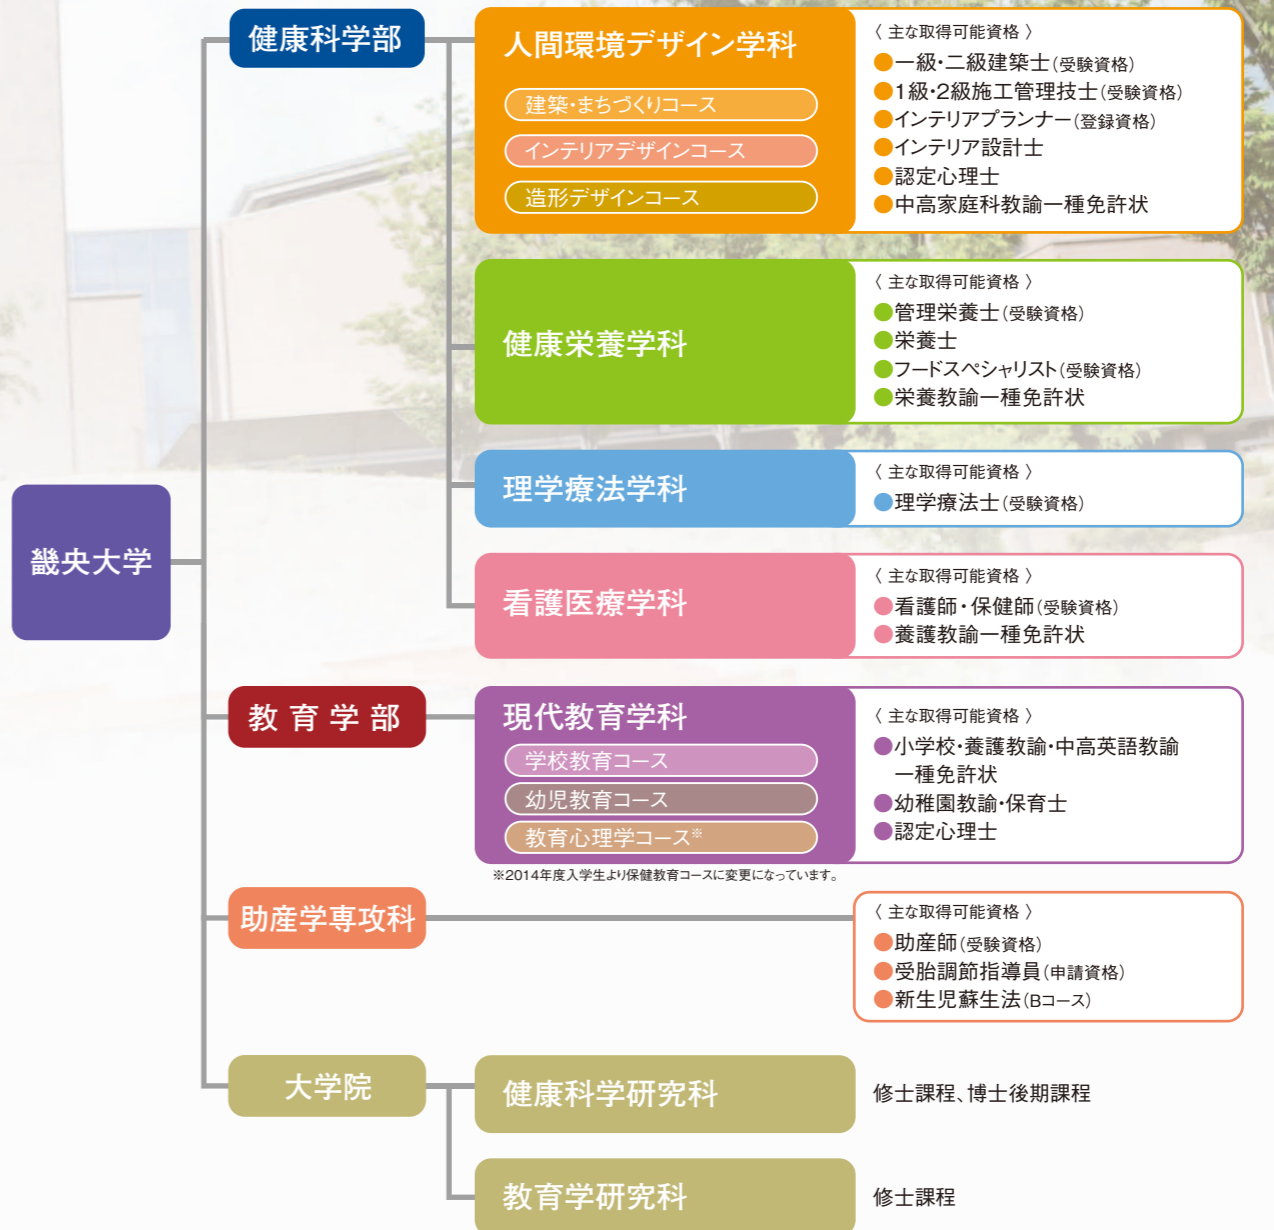 畿央大学
健康科学部
人間環境デザイン学科
建築・まちづくりコース
インテリアデザインコース
造形デザインコース
〈 主な取得可能資格 〉
●一級・二級建築士(受験資格)
●1級・2級施工管理技士(受験資格)
●インテリアプランナー(登録資格)
●インテリア設計士
●認定心理士
●中高家庭科教諭一種免許状
健康栄養学科
〈 主な取得可能資格 〉
●管理栄養士(受験資格)
●栄養士
●フードスペシャリスト(受験資格)
●栄養教諭一種免許状
理学療法学科
〈 主な取得可能資格 〉
●理学療法士(受験資格)
看護医療学科
〈 主な取得可能資格 〉
●看護師・保健師(受験資格)
●養護教諭一種免許状
教育学部
現代教育学科
学校教育コース
幼児教育コース
教育心理学コース※
〈 主な取得可能資格 〉
●小学校・養護教諭・中高英語教諭
一種免許状
●幼稚園教諭・保育士
●認定心理士
※2014年度入学生より保健教育コースに変更になっています。
助産学専攻科
〈 主な取得可能資格 〉
●助産師(受験資格)
●受胎調節指導員(申請資格)
●新生児蘇生法(Bコース)
大学院
健康科学研究科
修士課程、博士後期課程
教育学研究科
修士課程